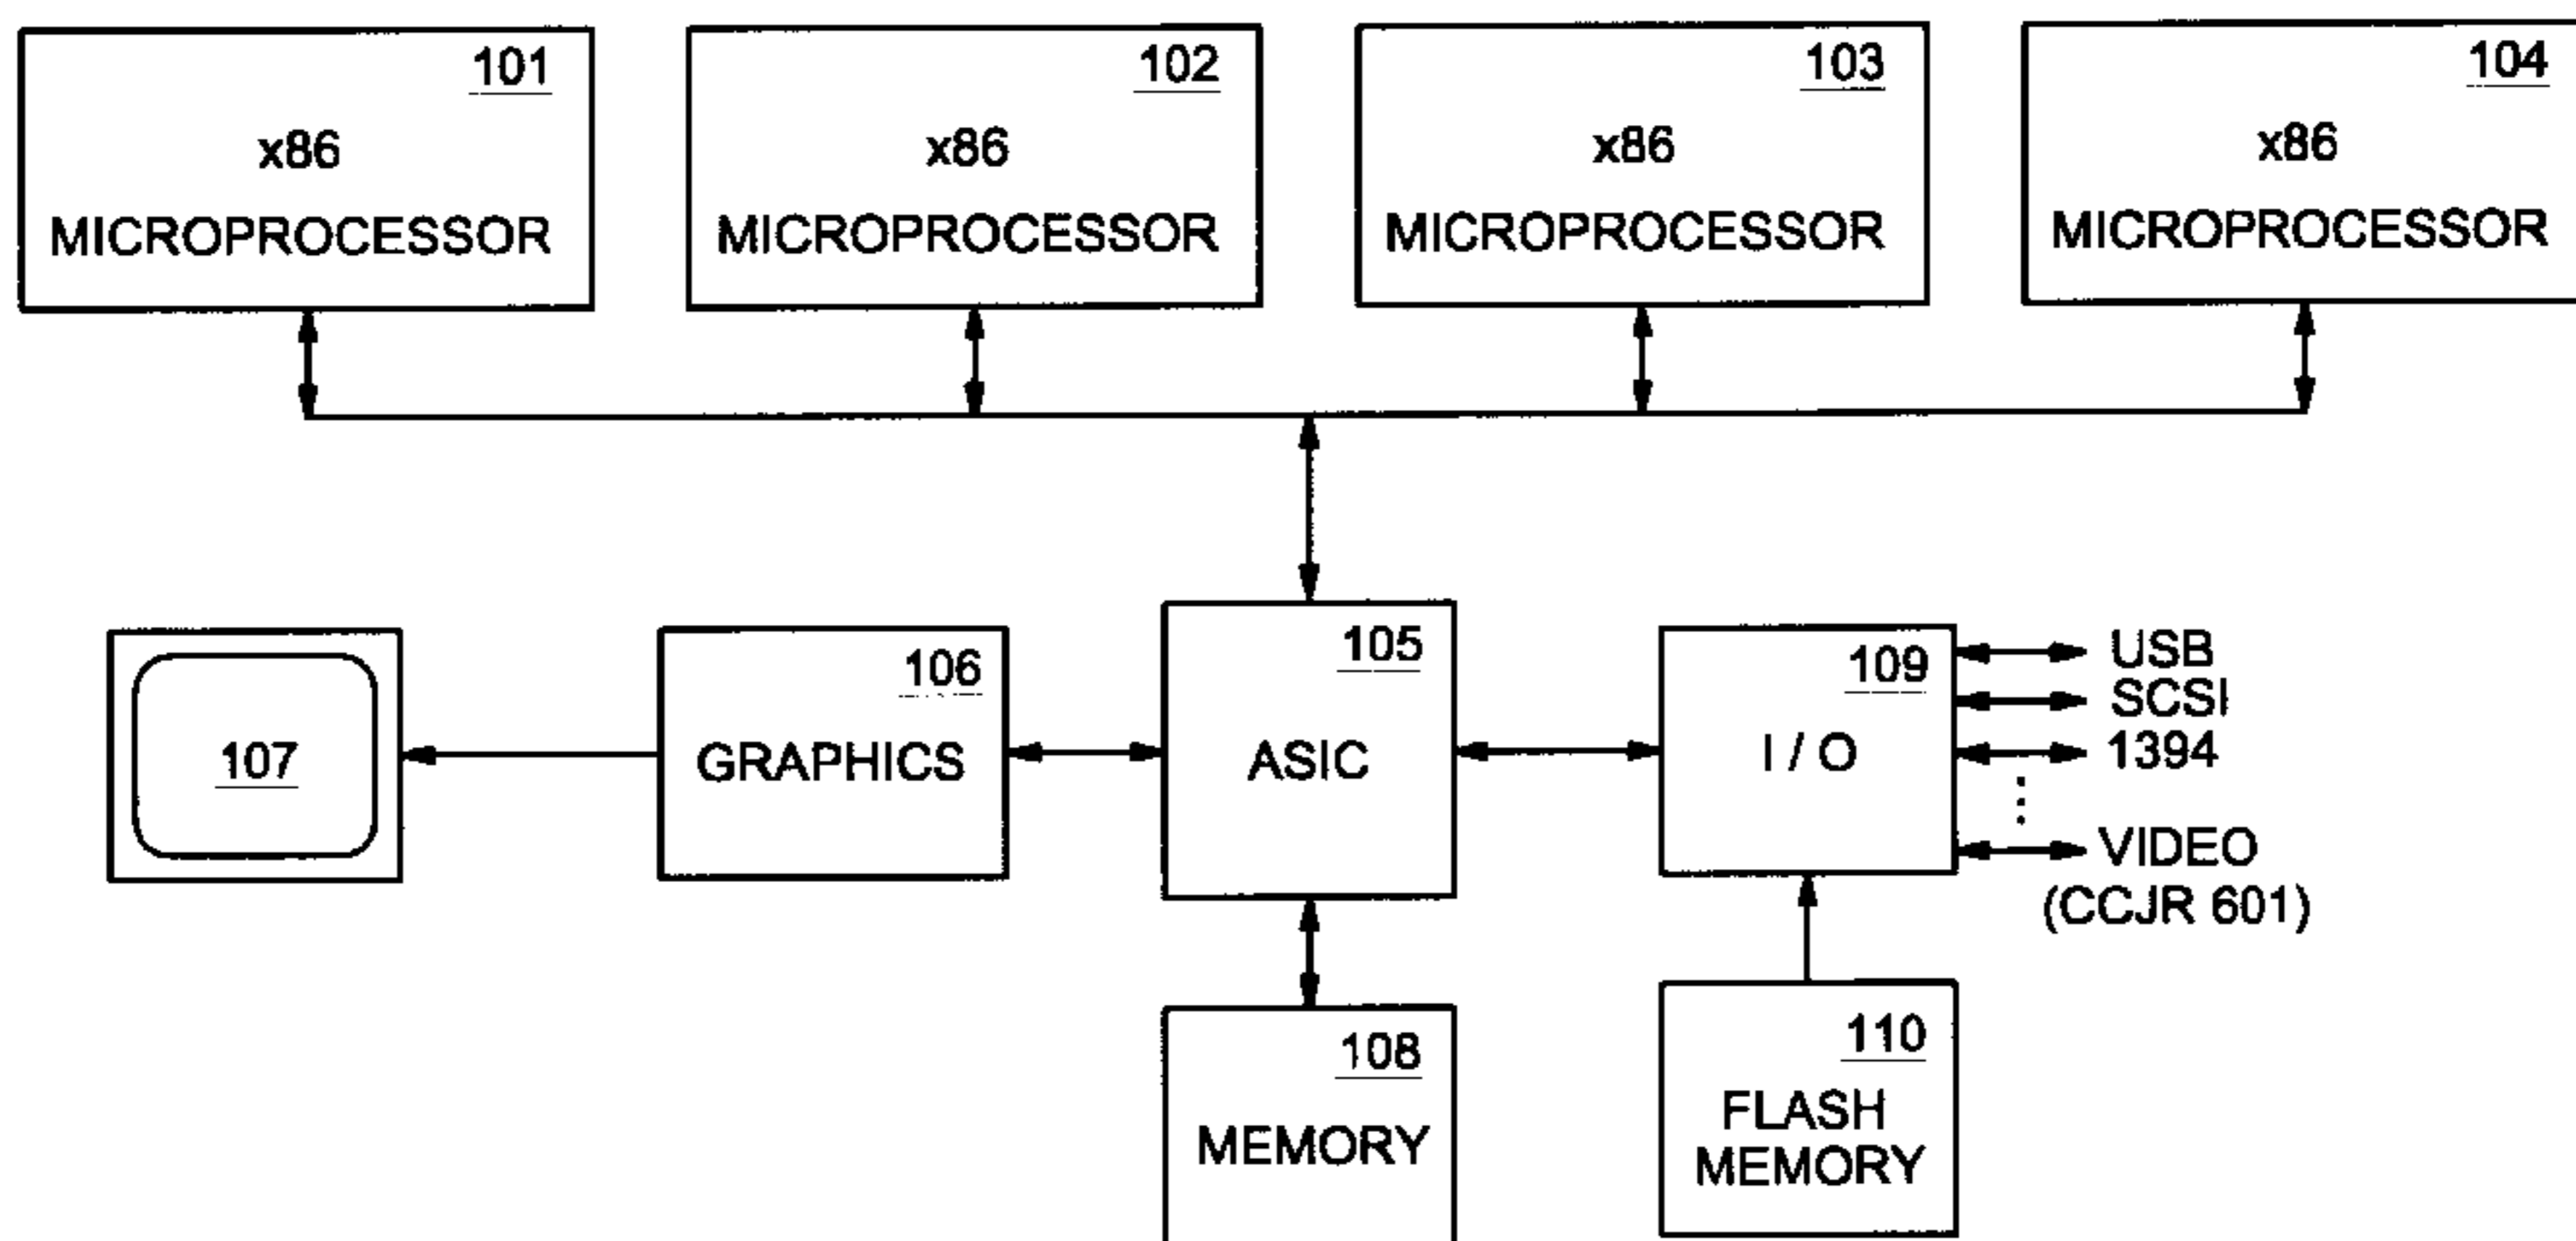 101
x86
MICROPROCESSOR
102
x86
MICROPROCESSOR
103
x86
MICROPROCESSOR
104
x86
MICROPROCESSOR
107
106
GRAPHICS
105
ASIC
109
I / O
USB
SCSI
1394
VIDEO
(CCJR 601)
108
MEMORY
110
FLASH
MEMORY